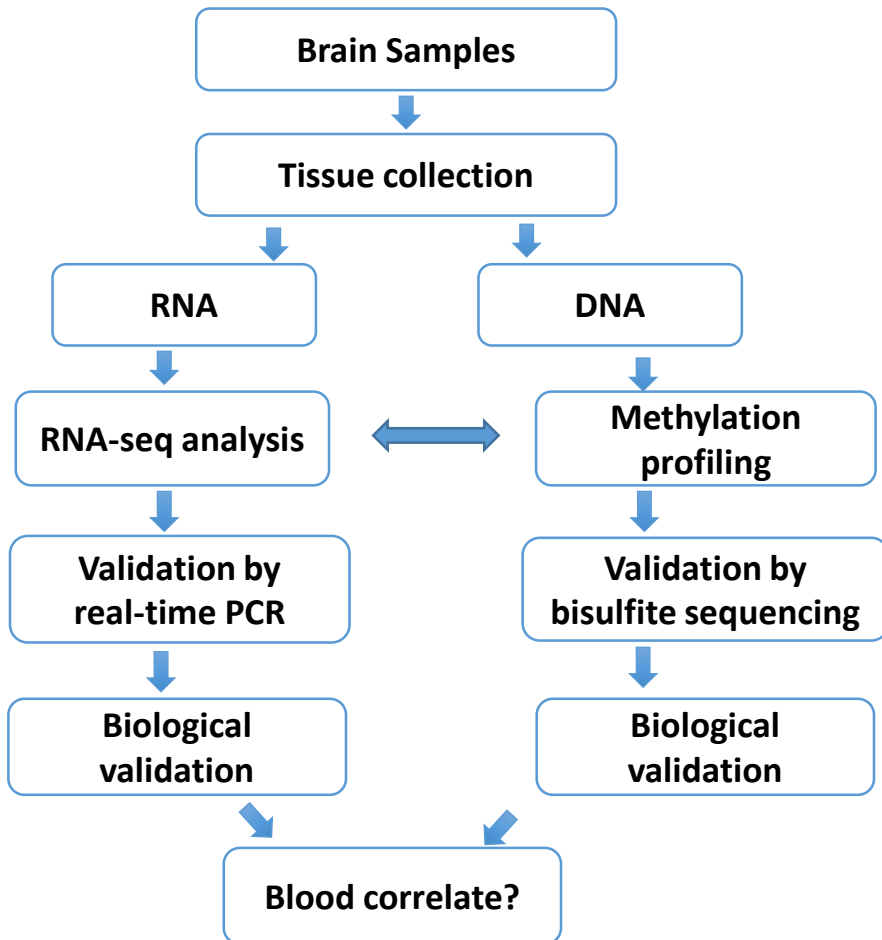 Brain Samples
Tissue collection
RNA
DNA
RNA-seq analysis
Methylation
profiling
Validation by
real-time PCR
Validation by
bisulfite sequencing
Biological
validation
Biological
validation
Blood correlate?